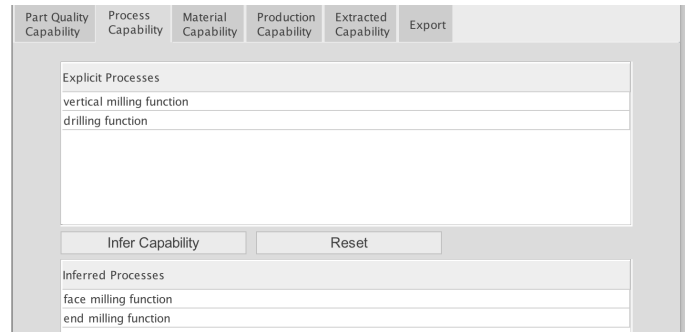 Part Quality Capability
Process Capability
Material Capability
Production Capability
Extracted Capability
Export
Explicit Processes
vertical milling function
drilling function
Infer Capability
Reset
Inferred Processes
face milling function
end milling function